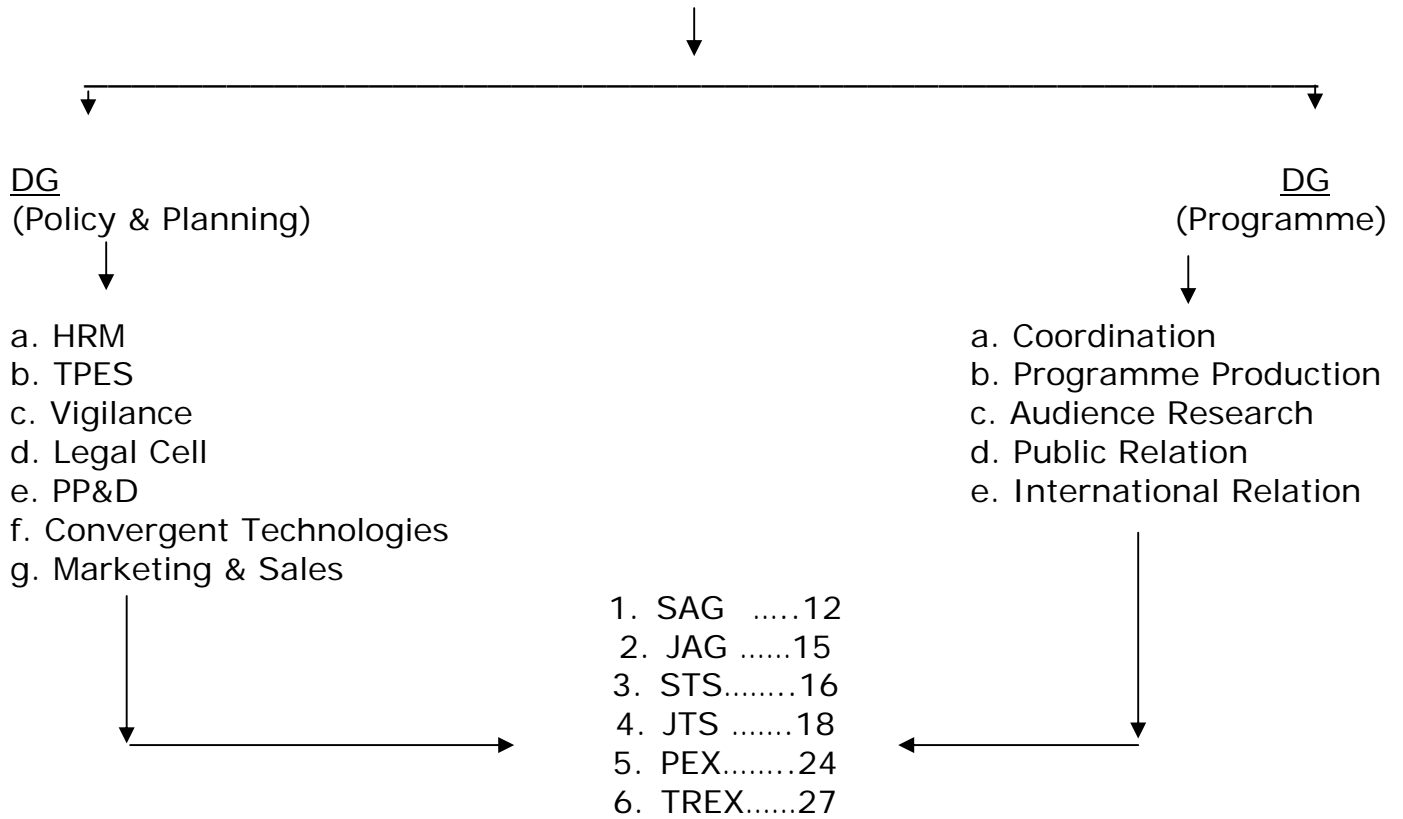 DG
(Policy & Planning)
a. HRM
b. TPES
c. Vigilance
d. Legal Cell
e. PP&D
f. Convergent Technologies
g. Marketing & Sales
DG
(Programme)
a. Coordination
b. Programme Production
c. Audience Research
d. Public Relation
e. International Relation
1. SAG .....12
2. JAG ......15
3. STS........16
4. JTS .......18
5. PEX........24
6. TREX......27